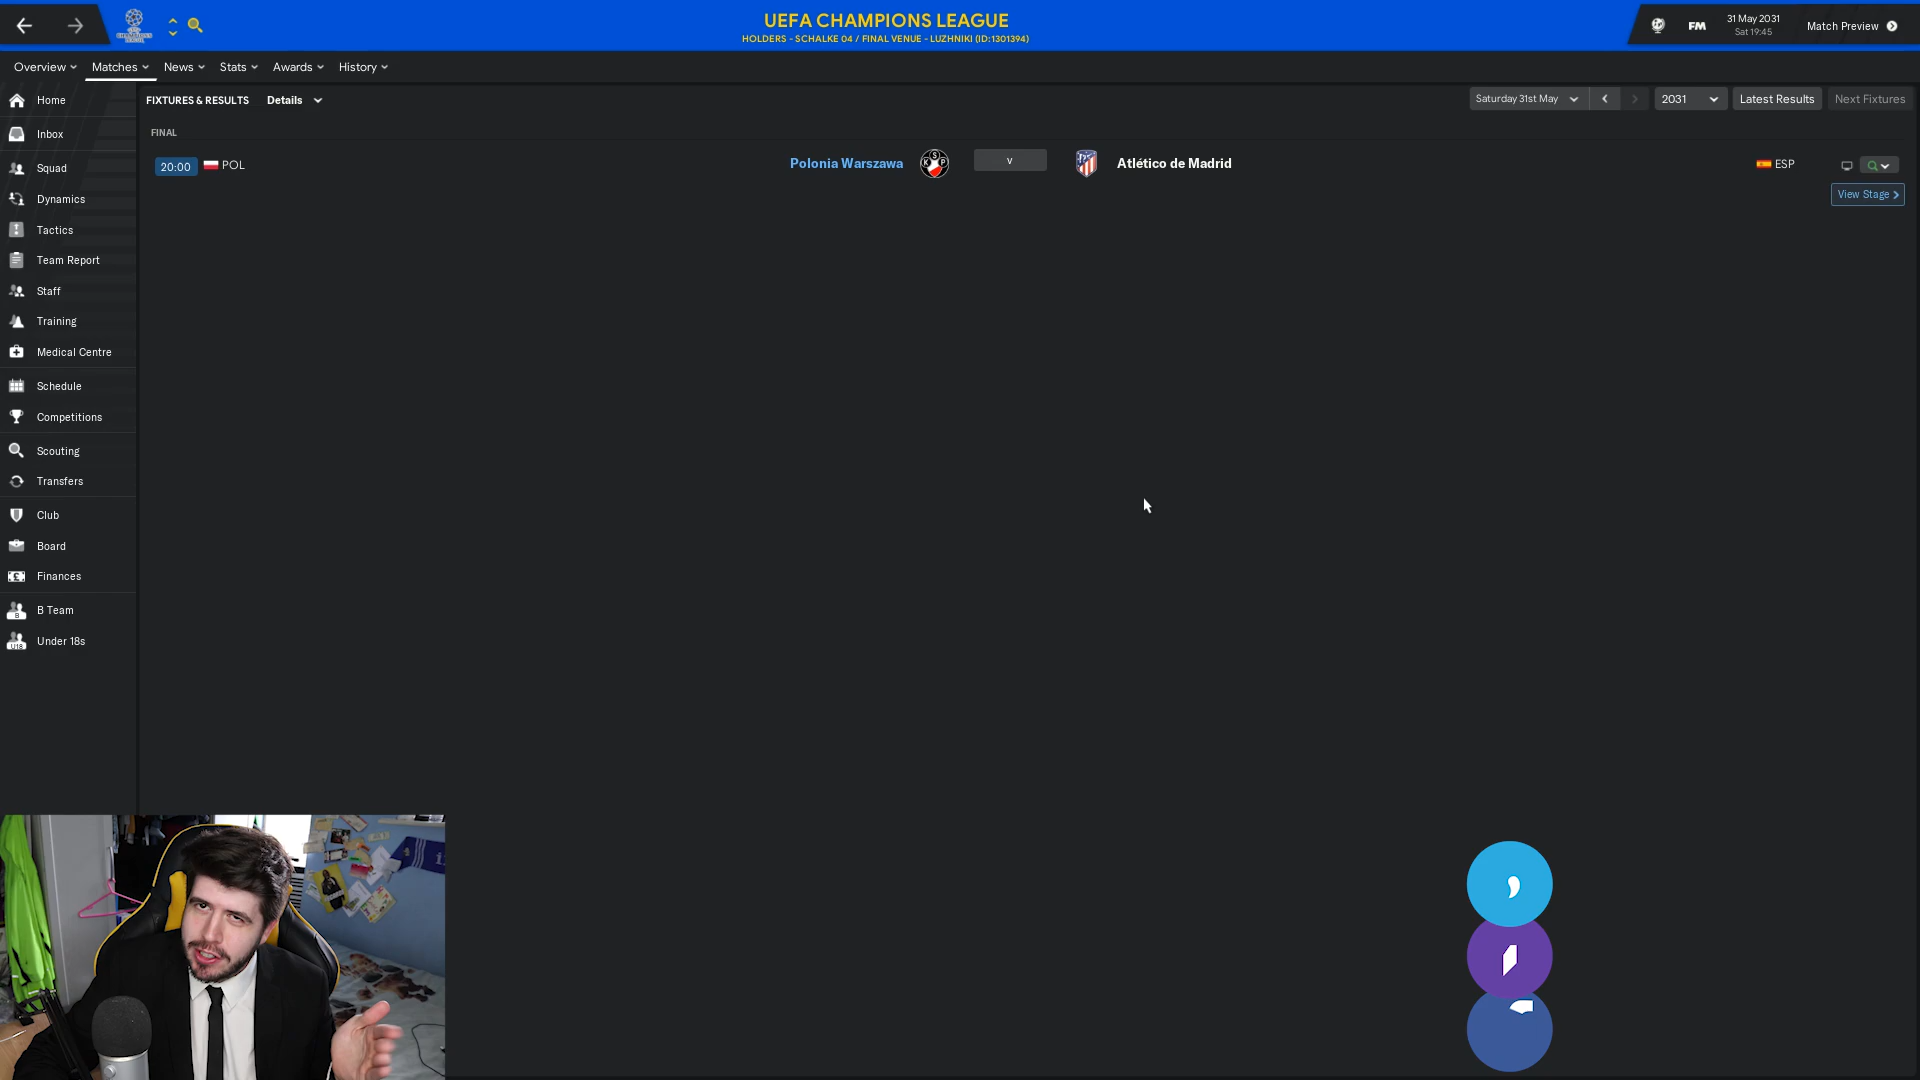 UEFA CHAMPIONS LEAGUE
HOLDERS - SCHALKE 04 / FINAL VENUE - LUZHNIKI (ID:1301394)
FM
31 May 2031
Sat 19:45
Match Preview
Overview
Matches
News
Stats
Awards
History
Home
Inbox
Squad
Dynamics
Tactics
Team Report
Staff
Training
Medical Centre
Schedule
Competitions
Scouting
Transfers
Club
Board
Finances
B Team
Under 18s
FIXTURES & RESULTS
Details
Saturday 31st May
2031
Latest Results
Next Fixtures
FINAL
20:00
POL
Polonia Warszawa
v
Atlético de Madrid
ESP
View Stage